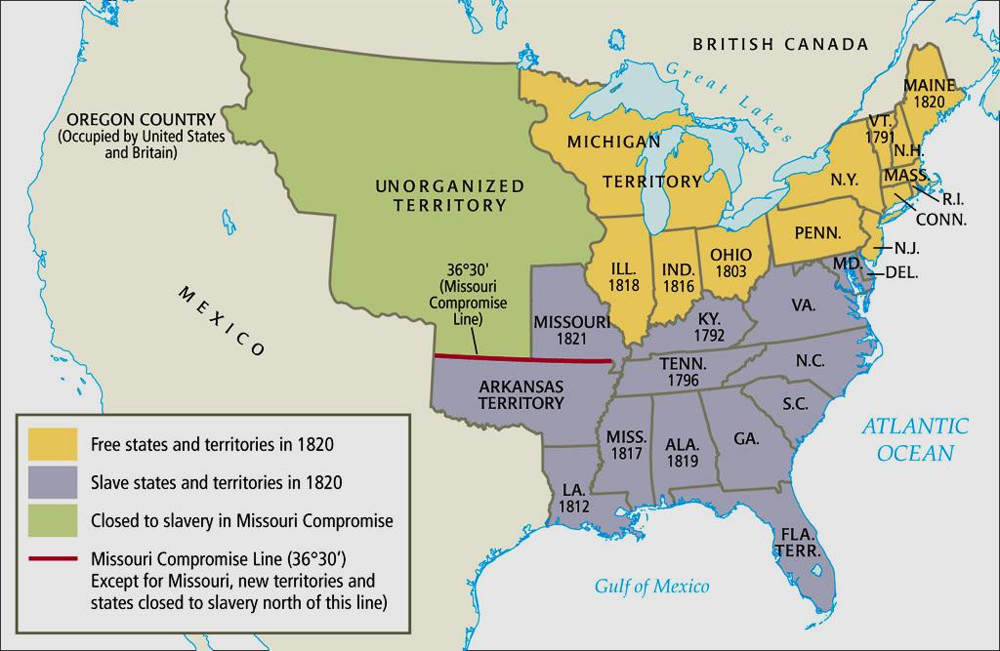 BRITISH CANADA
Great Lakes
MAINE
1820
OREGON COUNTRY
(Occupied by United States
and Britain)
VT.
1791
MICHIGAN
N.H.
UNORGANIZED
TERRITORY
TERRITORY
N.Y.
MASS.
R.I.
CONN.
PENN.
N.J.
36°30'
(Missouri
Compromise
Line)
ILL.
1818
IND.
1816
OHIO
1803
MD.
DEL.
MEXICO
MISSOURI
1821
KY.
1792
VA.
TENN.
1796
N.C.
ARKANSAS
TERRITORY
S.C.
MISS.
1817
ALA.
1819
GA.
ATLANTIC
OCEAN
LA.
1812
FLA.
TERR.
Gulf of Mexico
Free states and territories in 1820
Slave states and territories in 1820
Closed to slavery in Missouri Compromise
Missouri Compromise Line (36°30′)
Except for Missouri, new territories and
states closed to slavery north of this line)